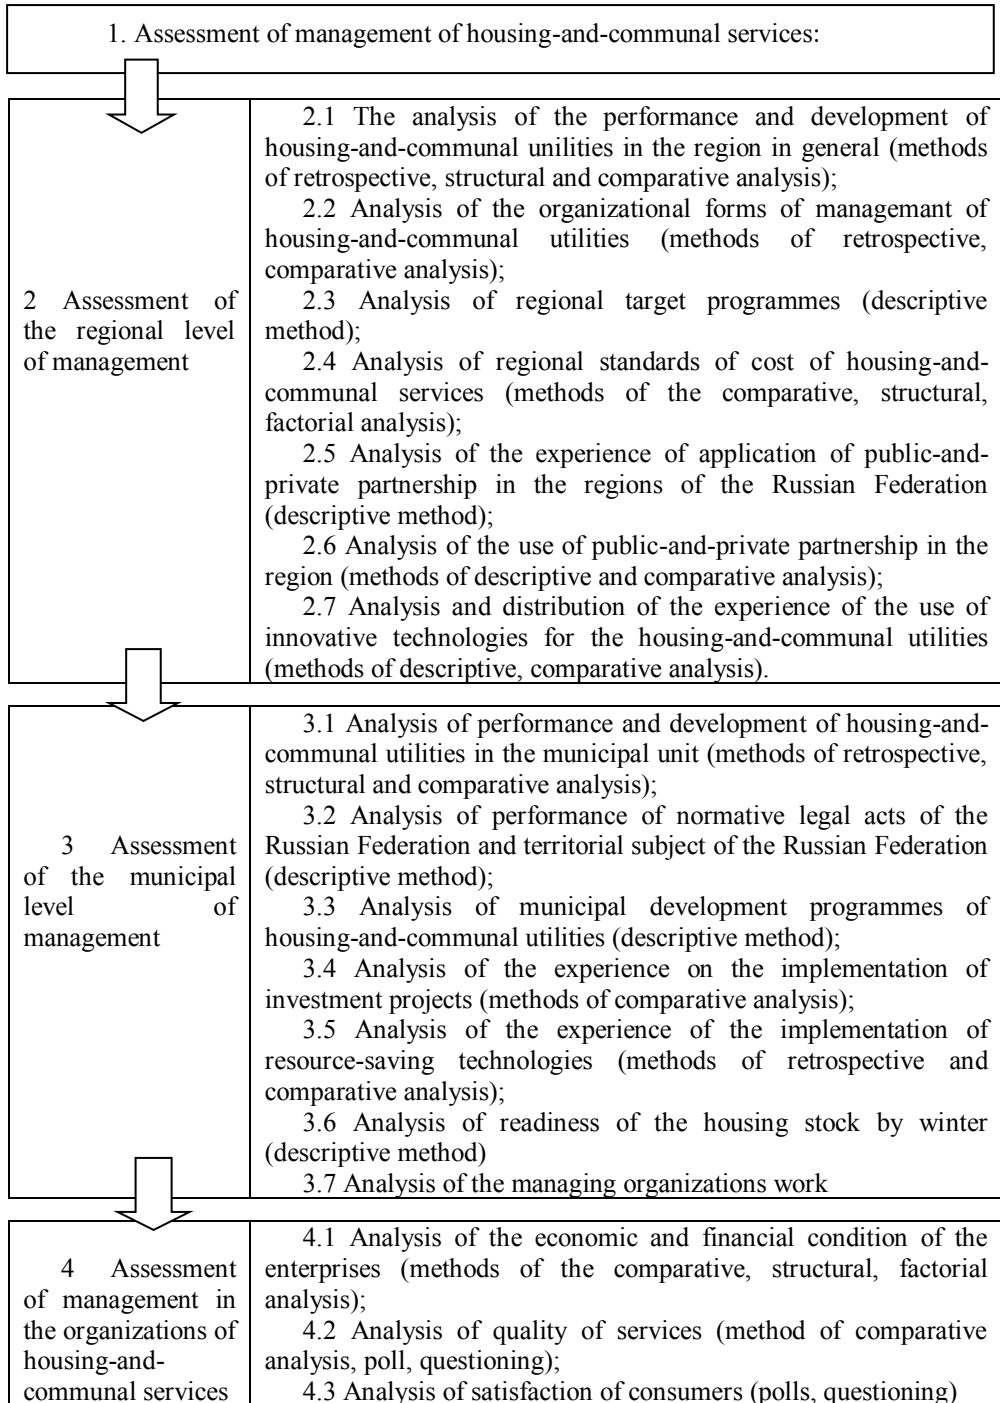 1. Assessment of management of housing-and-communal services:
2 Assessment of
the regional level
of management
2.1 The analysis of the performance and development of
housing-and-communal unilities in the region in general (methods
of retrospective, structural and comparative analysis);
2.2 Analysis of the organizational forms of managemant of
housing-and-communal utilities (methods of retrospective,
comparative analysis);
2.3 Analysis of regional target programmes (descriptive
method);
2.4 Analysis of regional standards of cost of housing-and-
communal services (methods of the comparative, structural,
factorial analysis);
2.5 Analysis of the experience of application of public-and-
private partnership in the regions of the Russian Federation
(descriptive method);
2.6 Analysis of the use of public-and-private partnership in the
region (methods of descriptive and comparative analysis);
2.7 Analysis and distribution of the experience of the use of
innovative technologies for the housing-and-communal utilities
(methods of descriptive, comparative analysis).
3 Assessment
of the municipal
level of
management
3.1 Analysis of performance and development of housing-and-
communal utilities in the municipal unit (methods of retrospective,
structural and comparative analysis);
3.2 Analysis of performance of normative legal acts of the
Russian Federation and territorial subject of the Russian Federation
(descriptive method);
3.3 Analysis of municipal development programmes of
housing-and-communal utilities (descriptive method);
3.4 Analysis of the experience on the implementation of
investment projects (methods of comparative analysis);
3.5 Analysis of the experience of the implementation of
resource-saving technologies (methods of retrospective and
comparative analysis);
3.6 Analysis of readiness of the housing stock by winter
(descriptive method)
3.7 Analysis of the managing organizations work
4 Assessment
of management in
the organizations of
housing-and-
communal services
4.1 Analysis of the economic and financial condition of the
enterprises (methods of the comparative, structural, factorial
analysis);
4.2 Analysis of quality of services (method of comparative
analysis, poll, questioning);
4.3 Analysis of satisfaction of consumers (polls, questioning)